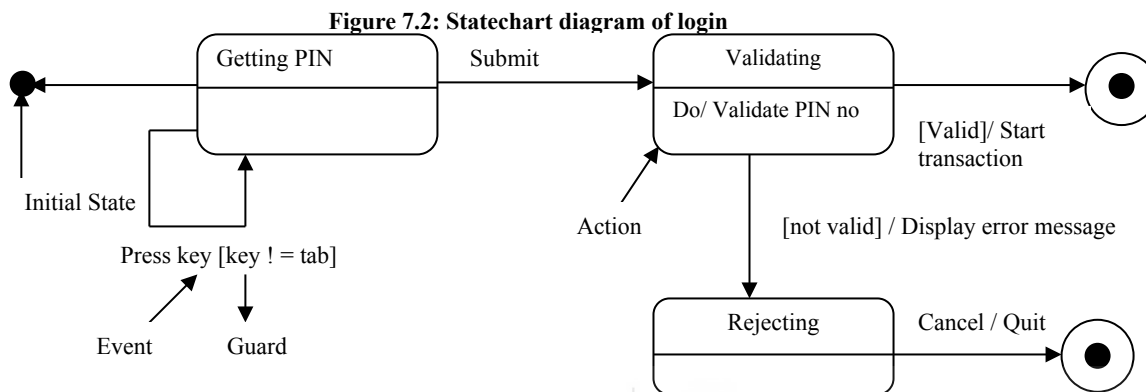 Figure 7.2: Statechart diagram of login
Getting PIN
Submit
Validating
Do/ Validate PIN no
[Valid]/ Start
transaction
Initial State
Action
[not valid] / Display error message
Press key [key ! = tab]
Event
Guard
Rejecting
Cancel / Quit